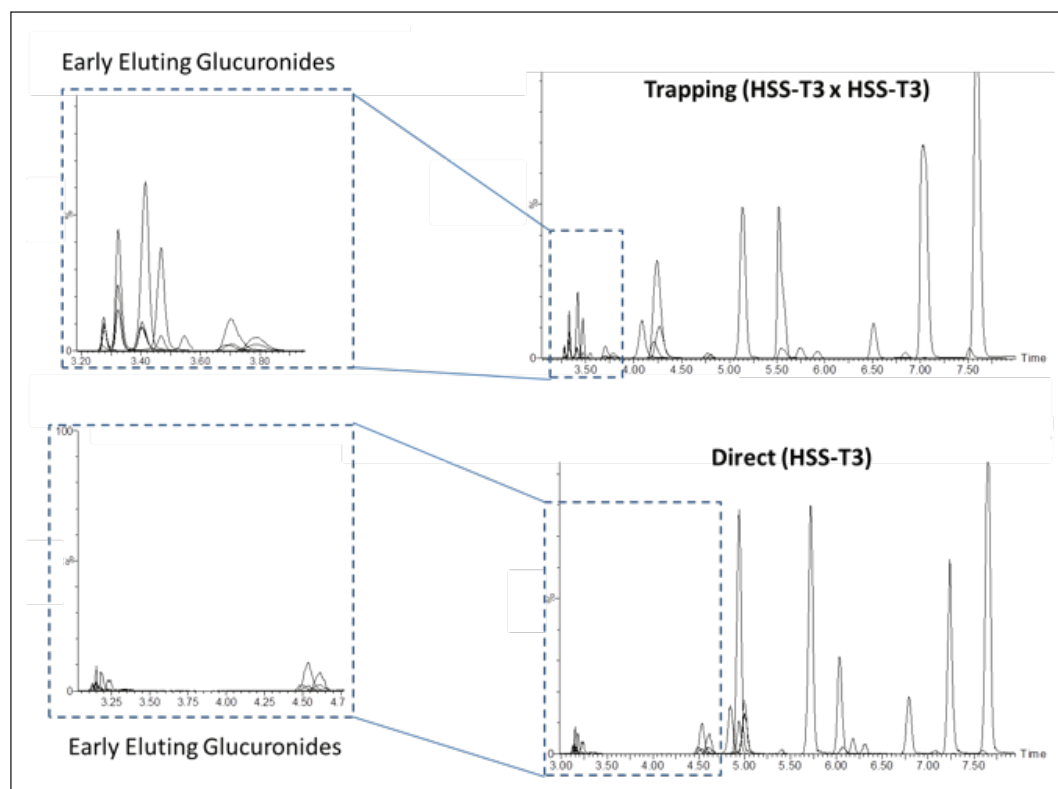 Early Eluting Glucuronides
Trapping (HSS-T3 x HSS-T3)
%
0
3.20 3.40 3.60 3.80
%
0
3.50 4.00 4.50 5.00 5.50 6.00 6.50 7.00 7.50 Time
100
%
0
3.25 3.50 3.75 4.00 4.25 4.50 4.7
Early Eluting Glucuronides
Direct (HSS-T3)
%
0
3.00 3.50 4.00 4.50 5.00 5.50 6.00 6.50 7.00 7.50 Time